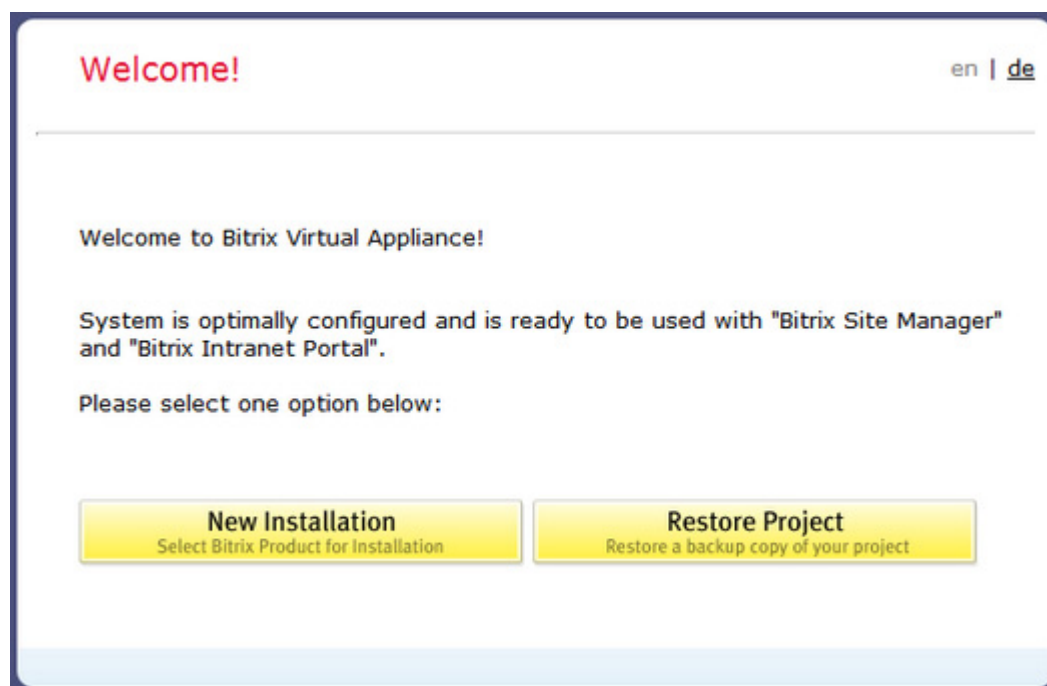 Welcome!
en | de
Welcome to Bitrix Virtual Appliance!
System is optimally configured and is ready to be used with "Bitrix Site Manager"
and "Bitrix Intranet Portal".
Please select one option below:
New Installation
Select Bitrix Product for Installation
Restore Project
Restore a backup copy of your project